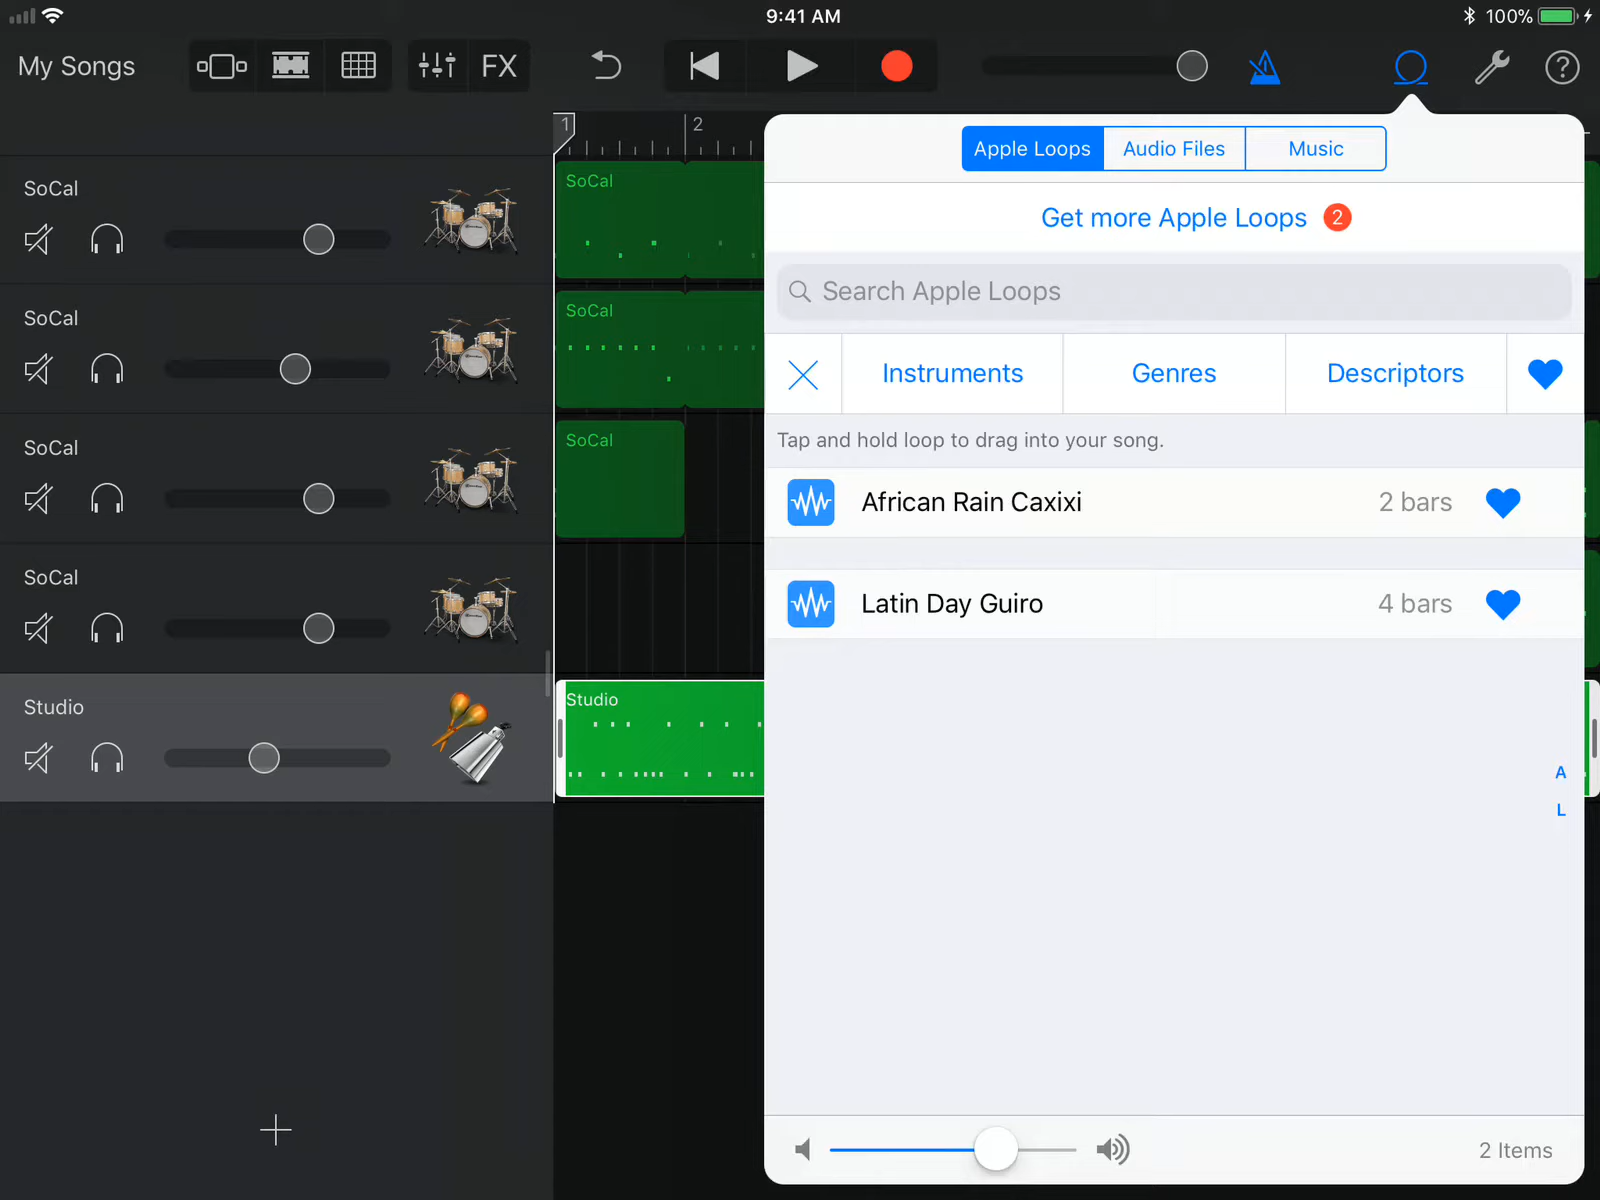 9:41 AM
100%
My Songs
FX
1
2
SoCal
SoCal
SoCal
SoCal
Studio
SoCal
SoCal
SoCal
Studio
Apple Loops
Audio Files
Music
Get more Apple Loops 2
Search Apple Loops
Instruments
Genres
Descriptors
Tap and hold loop to drag into your song.
African Rain Caxixi 2 bars
Latin Day Guiro 4 bars
A
L
2 Items